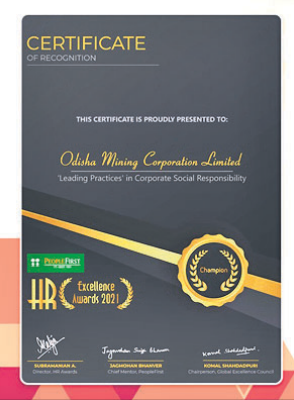 CERTIFICATE
OF RECOGNITION
THIS CERTIFICATE IS PROUDLY PRESENTED TO:
Odisha Mining Corporation Limited
'Leading Practices' in Corporate Social Responsibility
PEOPLEFIRST
HR Excellence
Awards 2021
Champion
SUBRAMANIAN A.
Director, HR Awards
JAGMOHAN BHANVER
Chief Mentor, PeopleFirst
KOMAL SHAHDADPURI
Chairperson, Global Excellence Council